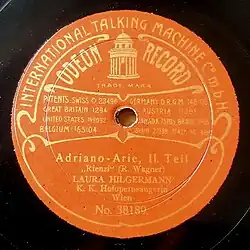 INTERNATIONAL TALKING MACHINE Co m b H
ODEON RECORD
TRADE MARK
PATENTS: SWISS
GREAT BRITAIN
UNITED STATES
BELGIUM 165104
GERMANY D.R.G.M.
AUSTRIA
Adriano-Arie, II. Teil
„Rienzi“ (R. Wagner)
LAURA HILGERMANN
K. K. Hofopernsängerin
Wien
No. 38189